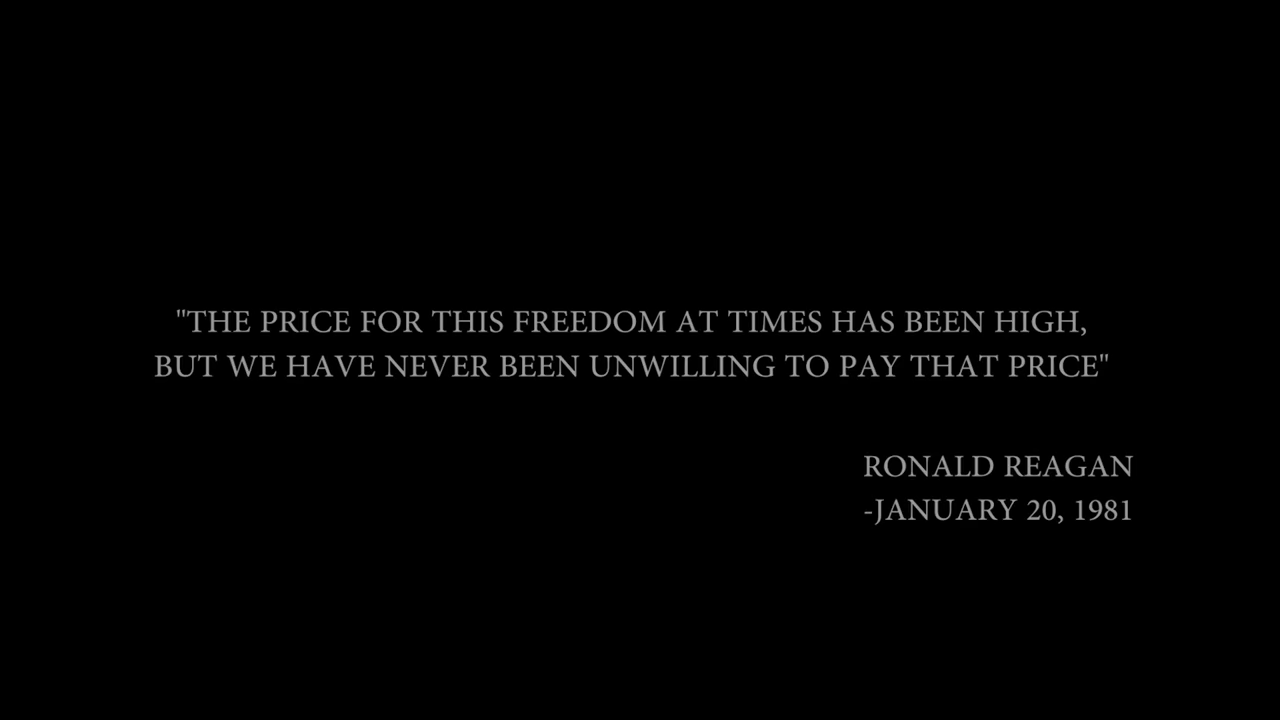 "THE PRICE FOR THIS FREEDOM AT TIMES HAS BEEN HIGH,
BUT WE HAVE NEVER BEEN UNWILLING TO PAY THAT PRICE"
RONALD REAGAN
-JANUARY 20, 1981